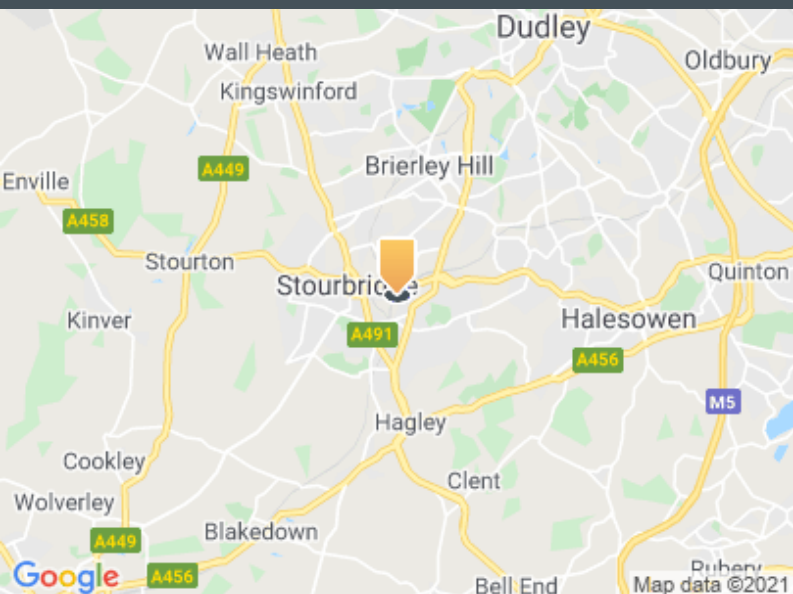 Dudley
Wall Heath
Oldbury
Kingswinford
Brierley Hill
A449
Enville
A458
Stourton
Quinton
Stourbridge
Kinver
Halesowen
A491
A456
M5
Hagley
Cookley
Clent
Wolverley
Blakedown
A449
Google
A456
Bell End
Rubery
Map data ©2021